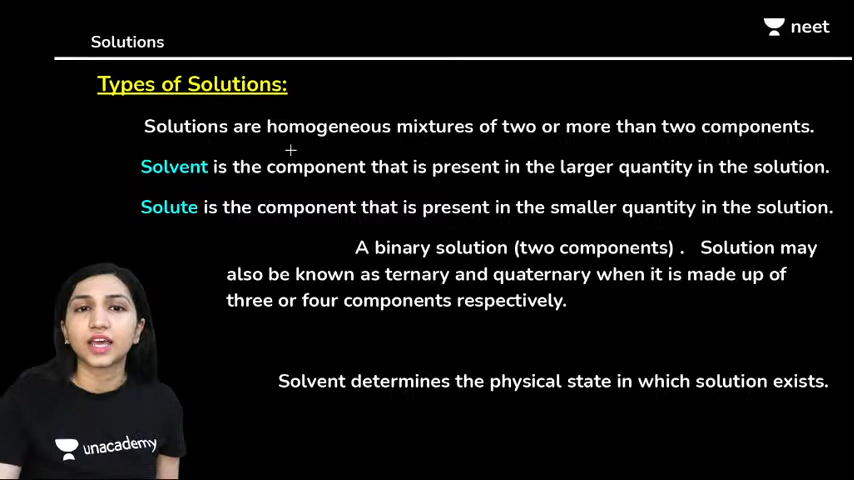 neet
Solutions
Types of Solutions:
Solutions are homogeneous mixtures of two or more than two components.
Solvent is the component that is present in the larger quantity in the solution.
Solute is the component that is present in the smaller quantity in the solution.
A binary solution (two components) . Solution may
also be known as ternary and quaternary when it is made up of
three or four components respectively.
Solvent determines the physical state in which solution exists.
unacademy